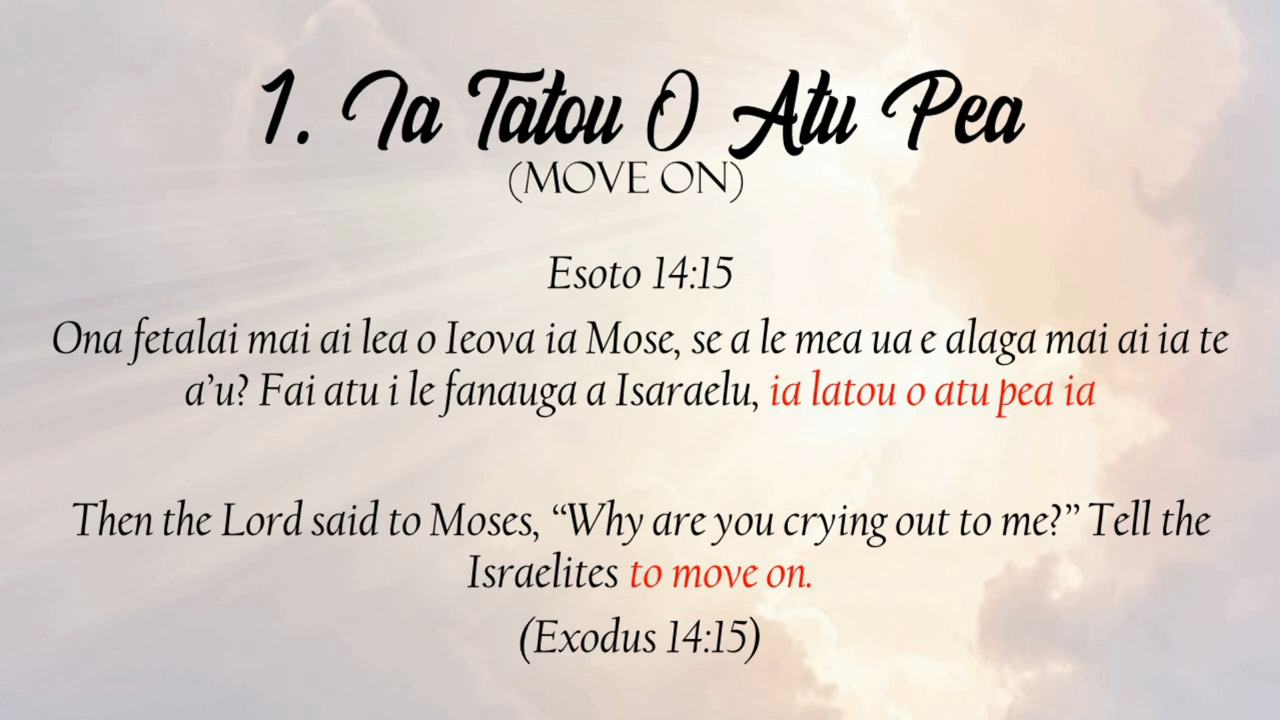 1. Ia Tatou O Atu Pea
(MOVE ON)
Esoto 14:15
Ona fetalai mai ai lea o Ieova ia Mose, se a le mea ua e alaga mai ai ia te
a’u? Fai atu i le fanauga a Isaraelu, ia latou o atu pea ia
Then the Lord said to Moses, “Why are you crying out to me?” Tell the
Israelites to move on.
(Exodus 14:15)